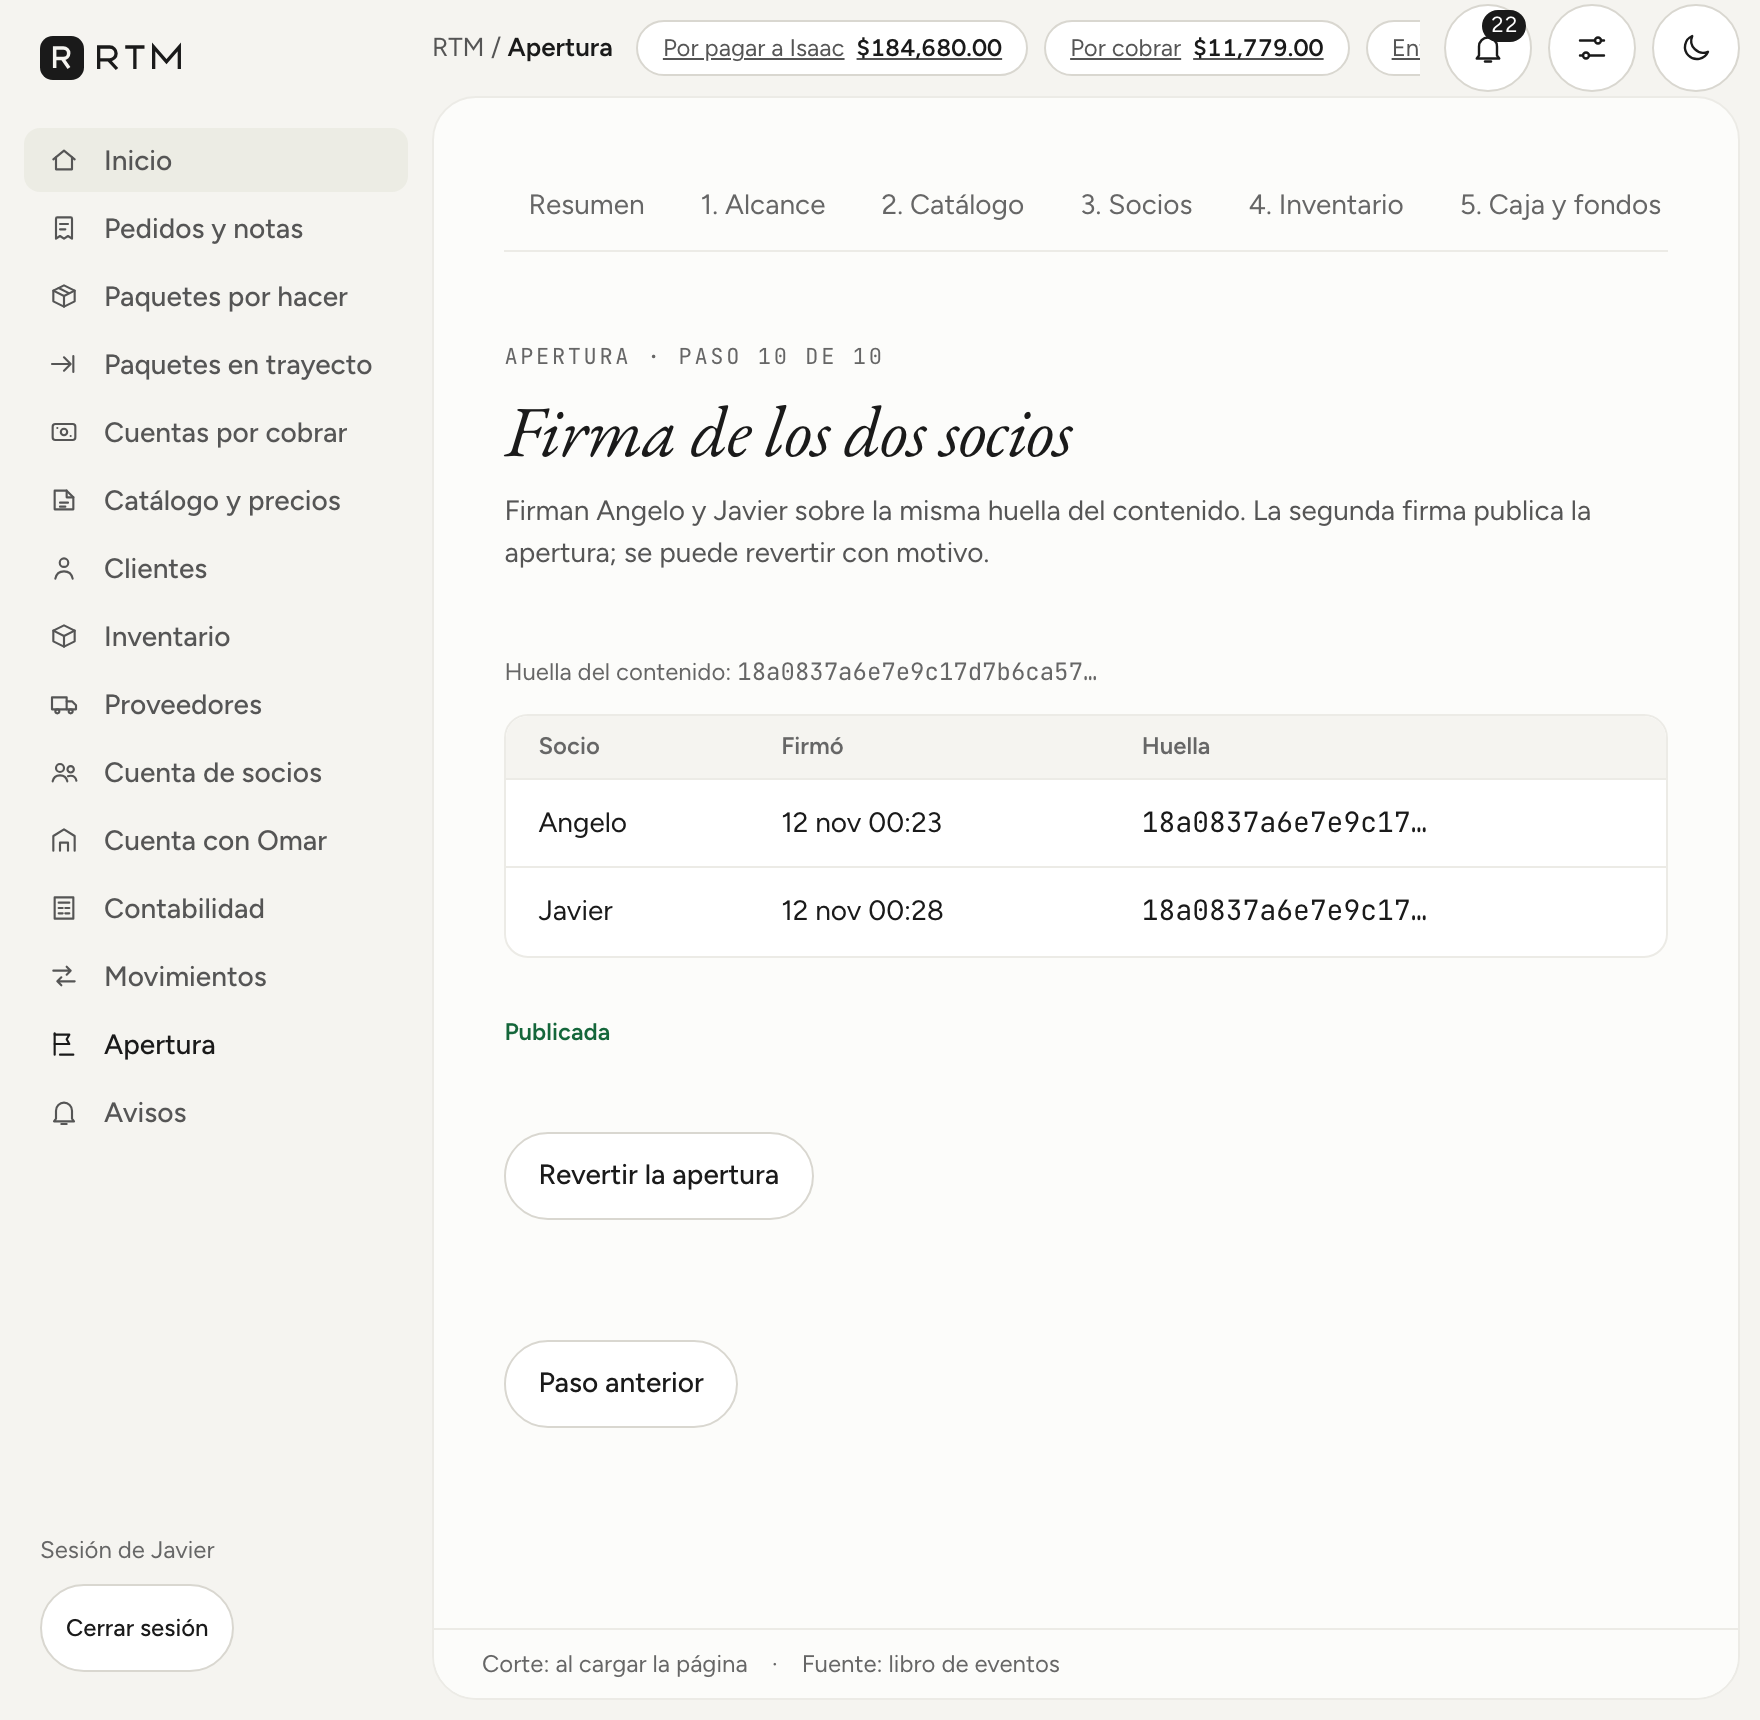 R RTM
RTM / Apertura
Por pagar a Isaac $184,680.00
Por cobrar $11,779.00
En
22
Inicio
Pedidos y notas
Paquetes por hacer
Paquetes en trayecto
Cuentas por cobrar
Catálogo y precios
Clientes
Inventario
Proveedores
Cuenta de socios
Cuenta con Omar
Contabilidad
Movimientos
Apertura
Avisos
Sesión de Javier
Cerrar sesión
Resumen 1. Alcance 2. Catálogo 3. Socios 4. Inventario 5. Caja y fondos
APERTURA · PASO 10 DE 10
Firma de los dos socios
Firman Angelo y Javier sobre la misma huella del contenido. La segunda firma publica la
apertura; se puede revertir con motivo.
Huella del contenido: 18a0837a6e7e9c17d7b6ca57…
Socio Firmó Huella
Angelo 12 nov 00:23 18a0837a6e7e9c17…
Javier 12 nov 00:28 18a0837a6e7e9c17…
Publicada
Revertir la apertura
Paso anterior
Corte: al cargar la página · Fuente: libro de eventos